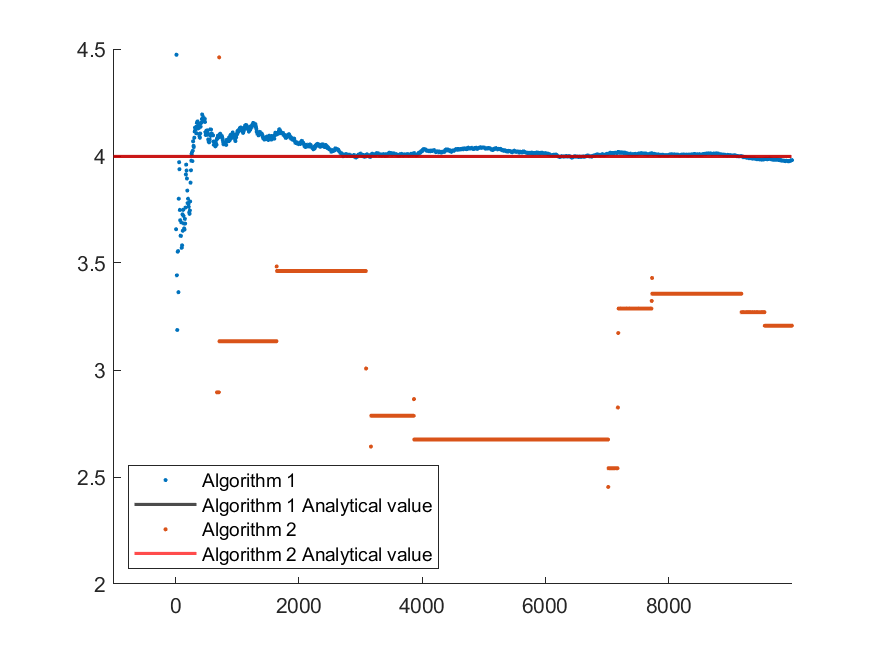 4.5
4
3.5
3
2.5
2
Algorithm 1
Algorithm 1 Analytical value
Algorithm 2
Algorithm 2 Analytical value
0 2000 4000 6000 8000